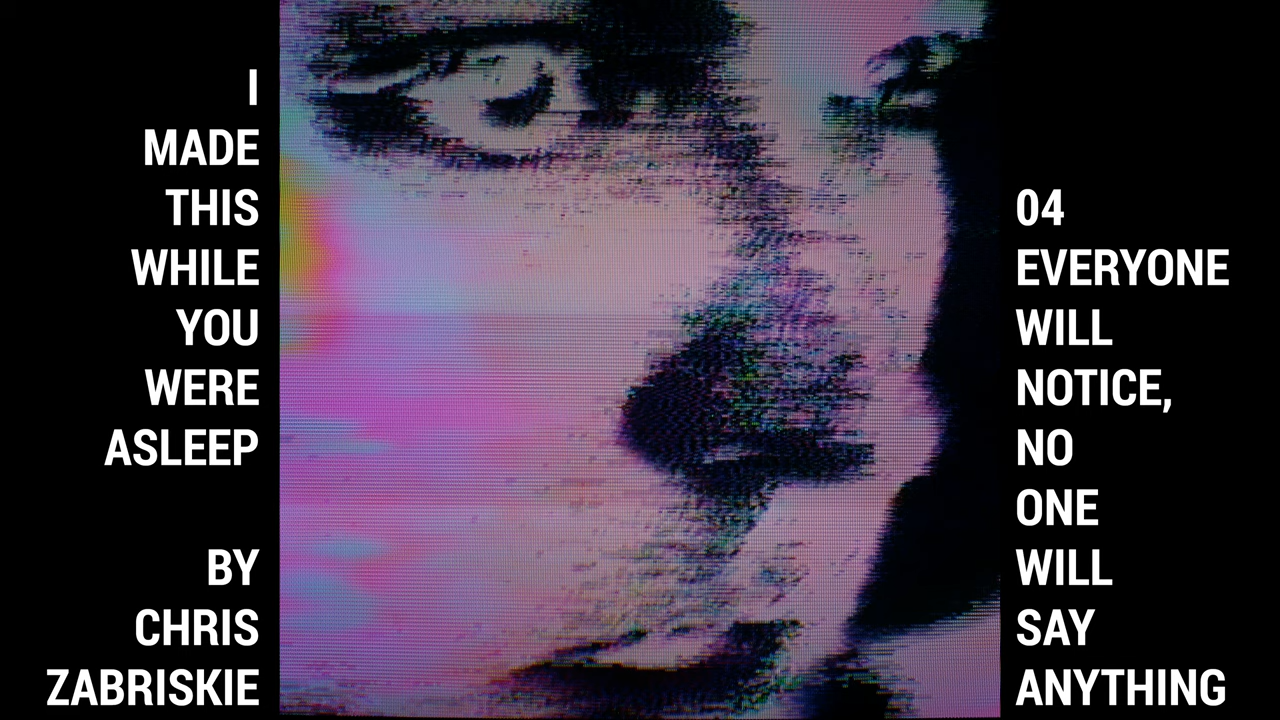 I
MADE
THIS
WHILE
YOU
WERE
ASLEEP
BY
CHRIS
ZABRISKIE
04
EVERYONE
WILL
NOTICE,
NO
ONE
WILL
SAY
ANYTHING